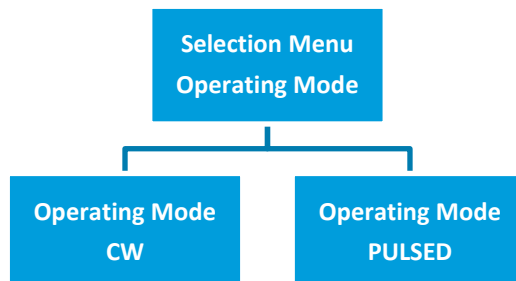 Selection Menu
Operating Mode
Operating Mode
CW
Operating Mode
PULSED